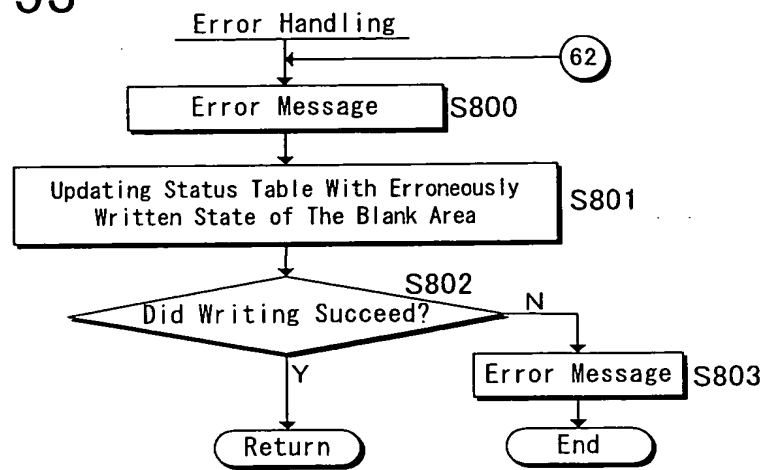 Error Handling
62
Error Message
S800
Updating Status Table With Erroneously
Written State of The Blank Area
S801
S802
Did Writing Succeed?
N
Y
Error Message
S803
Return
End